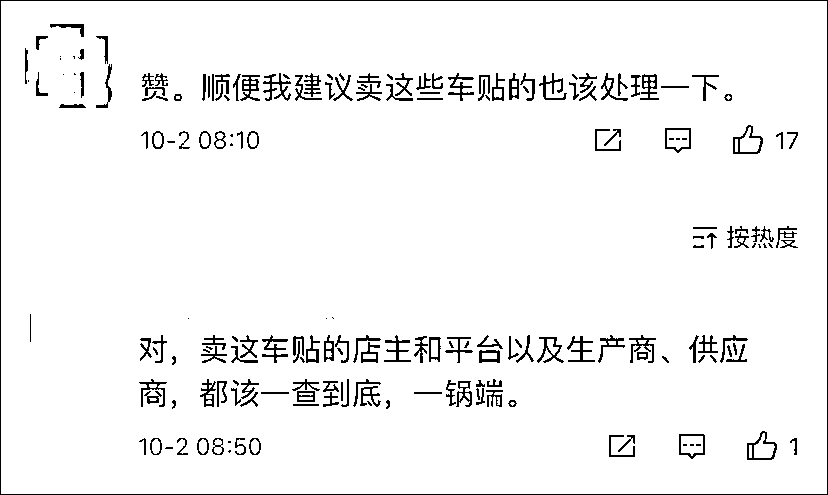 赞。顺便我建议卖这些车贴的也该处理一下。
10-2 08:10 17
按热度
对，卖这车贴的店主和平台以及生产商、供应
商，都该一查到底，一锅端。
10-2 08:50 1